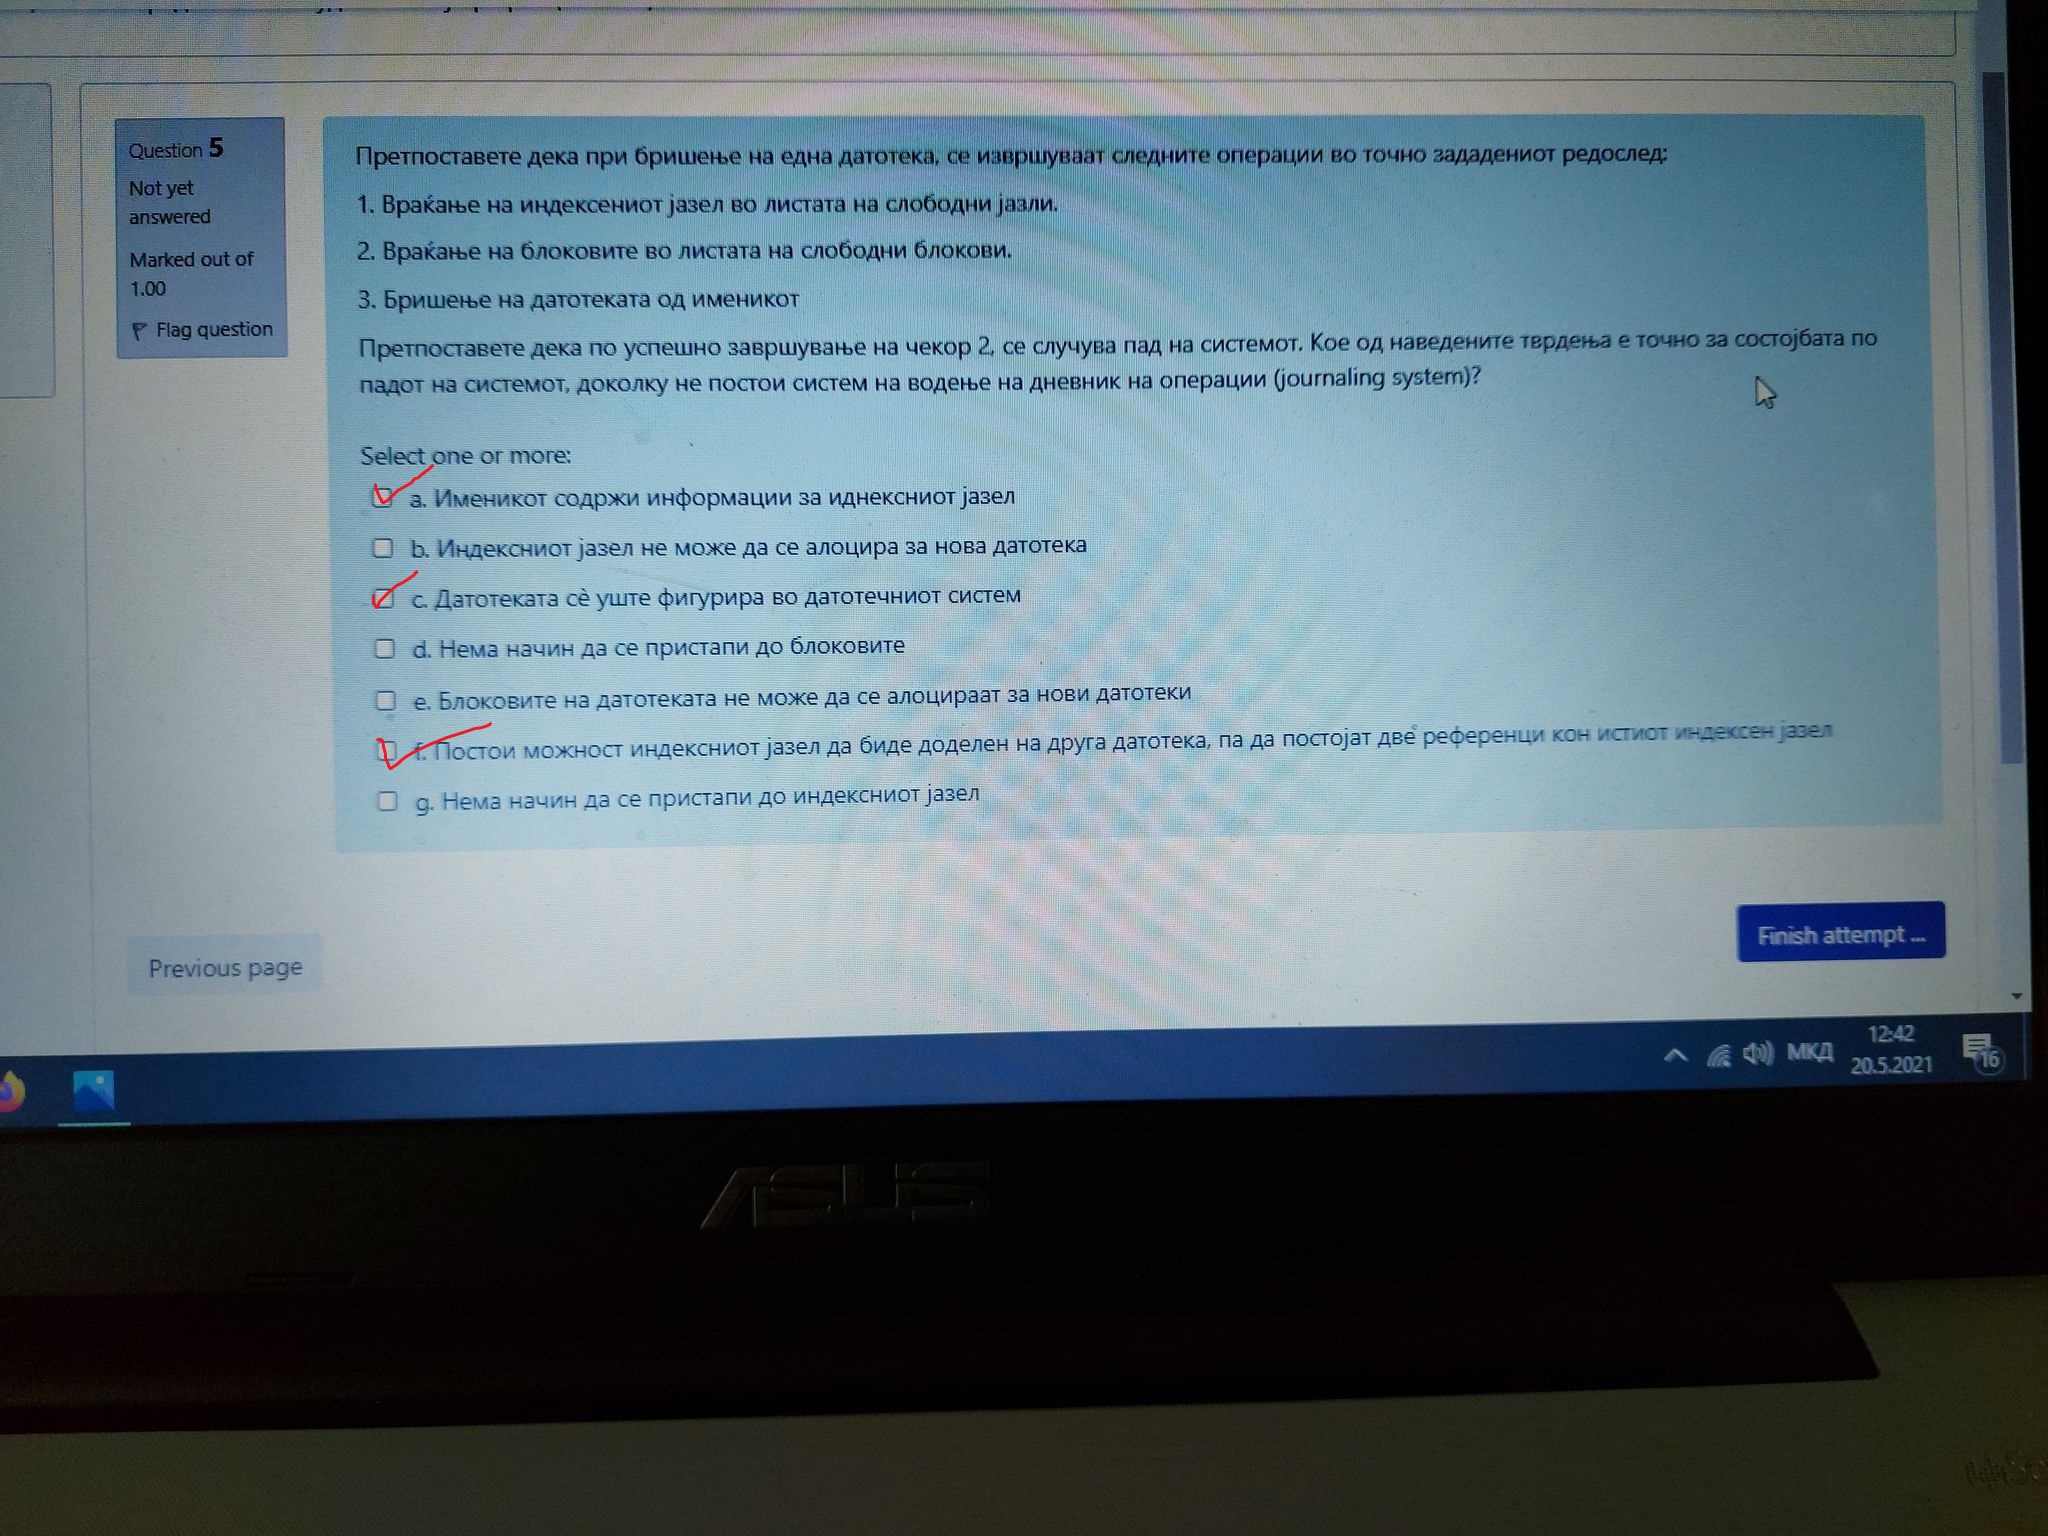 Question 5
Not yet
answered
Marked out of
1.00
Flag question
Претпоставете дека при бришење на една датотека, се извршуваат следните операции во точно зададениот редослед:
1. Враќање на индексениот јазел во листата на слободни јазли.
2. Враќање на блоковите во листата на слободни блокови.
3. Бришење на датотеката од именикот
Претпоставете дека по успешно завршување на чекор 2, се случува пад на системот. Кое од наведените тврдења е точно за состојбата по
падот на системот, доколку не постои систем на водење на дневник на операции (journaling system)?
Select one or more:
a. Именикот содржи информации за иднексниот јазел
b. Индексниот јазел не може да се алоцира за нова датотека
c. Датотеката сѐ уште фигурира во датотечниот систем
d. Нема начин да се пристапи до блоковите
e. Блоковите на датотеката не може да се алоцираат за нови датотеки
f. Постои можност индексниот јазел да биде доделен на друга датотека, па да постојат две референци кон истиот индексен јазел
g. Нема начин да се пристапи до индексниот јазел
Previous page
Finish attempt ...
МКД
12:42
20.5.2021
16
ASUS